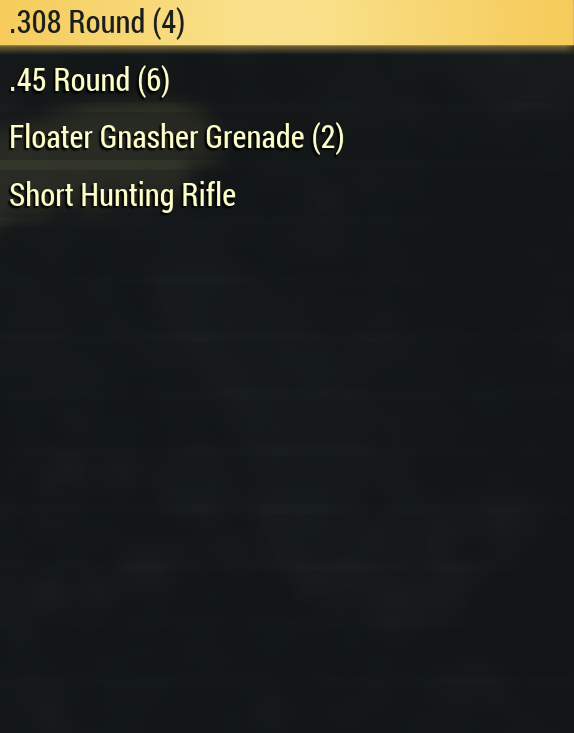 .308 Round (4)
.45 Round (6)
Floater Gnasher Grenade (2)
Short Hunting Rifle